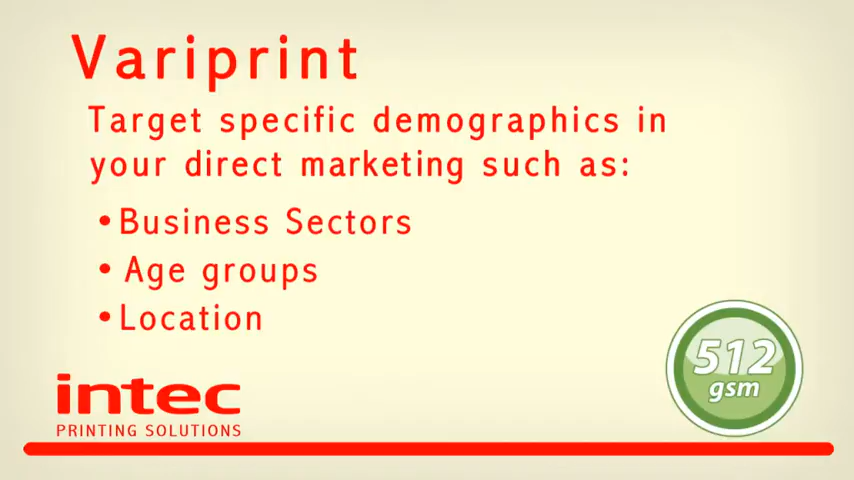 Variprint
Target specific demographics in
your direct marketing such as:
• Business Sectors
• Age groups
• Location
512
gsm
intec
PRINTING SOLUTIONS